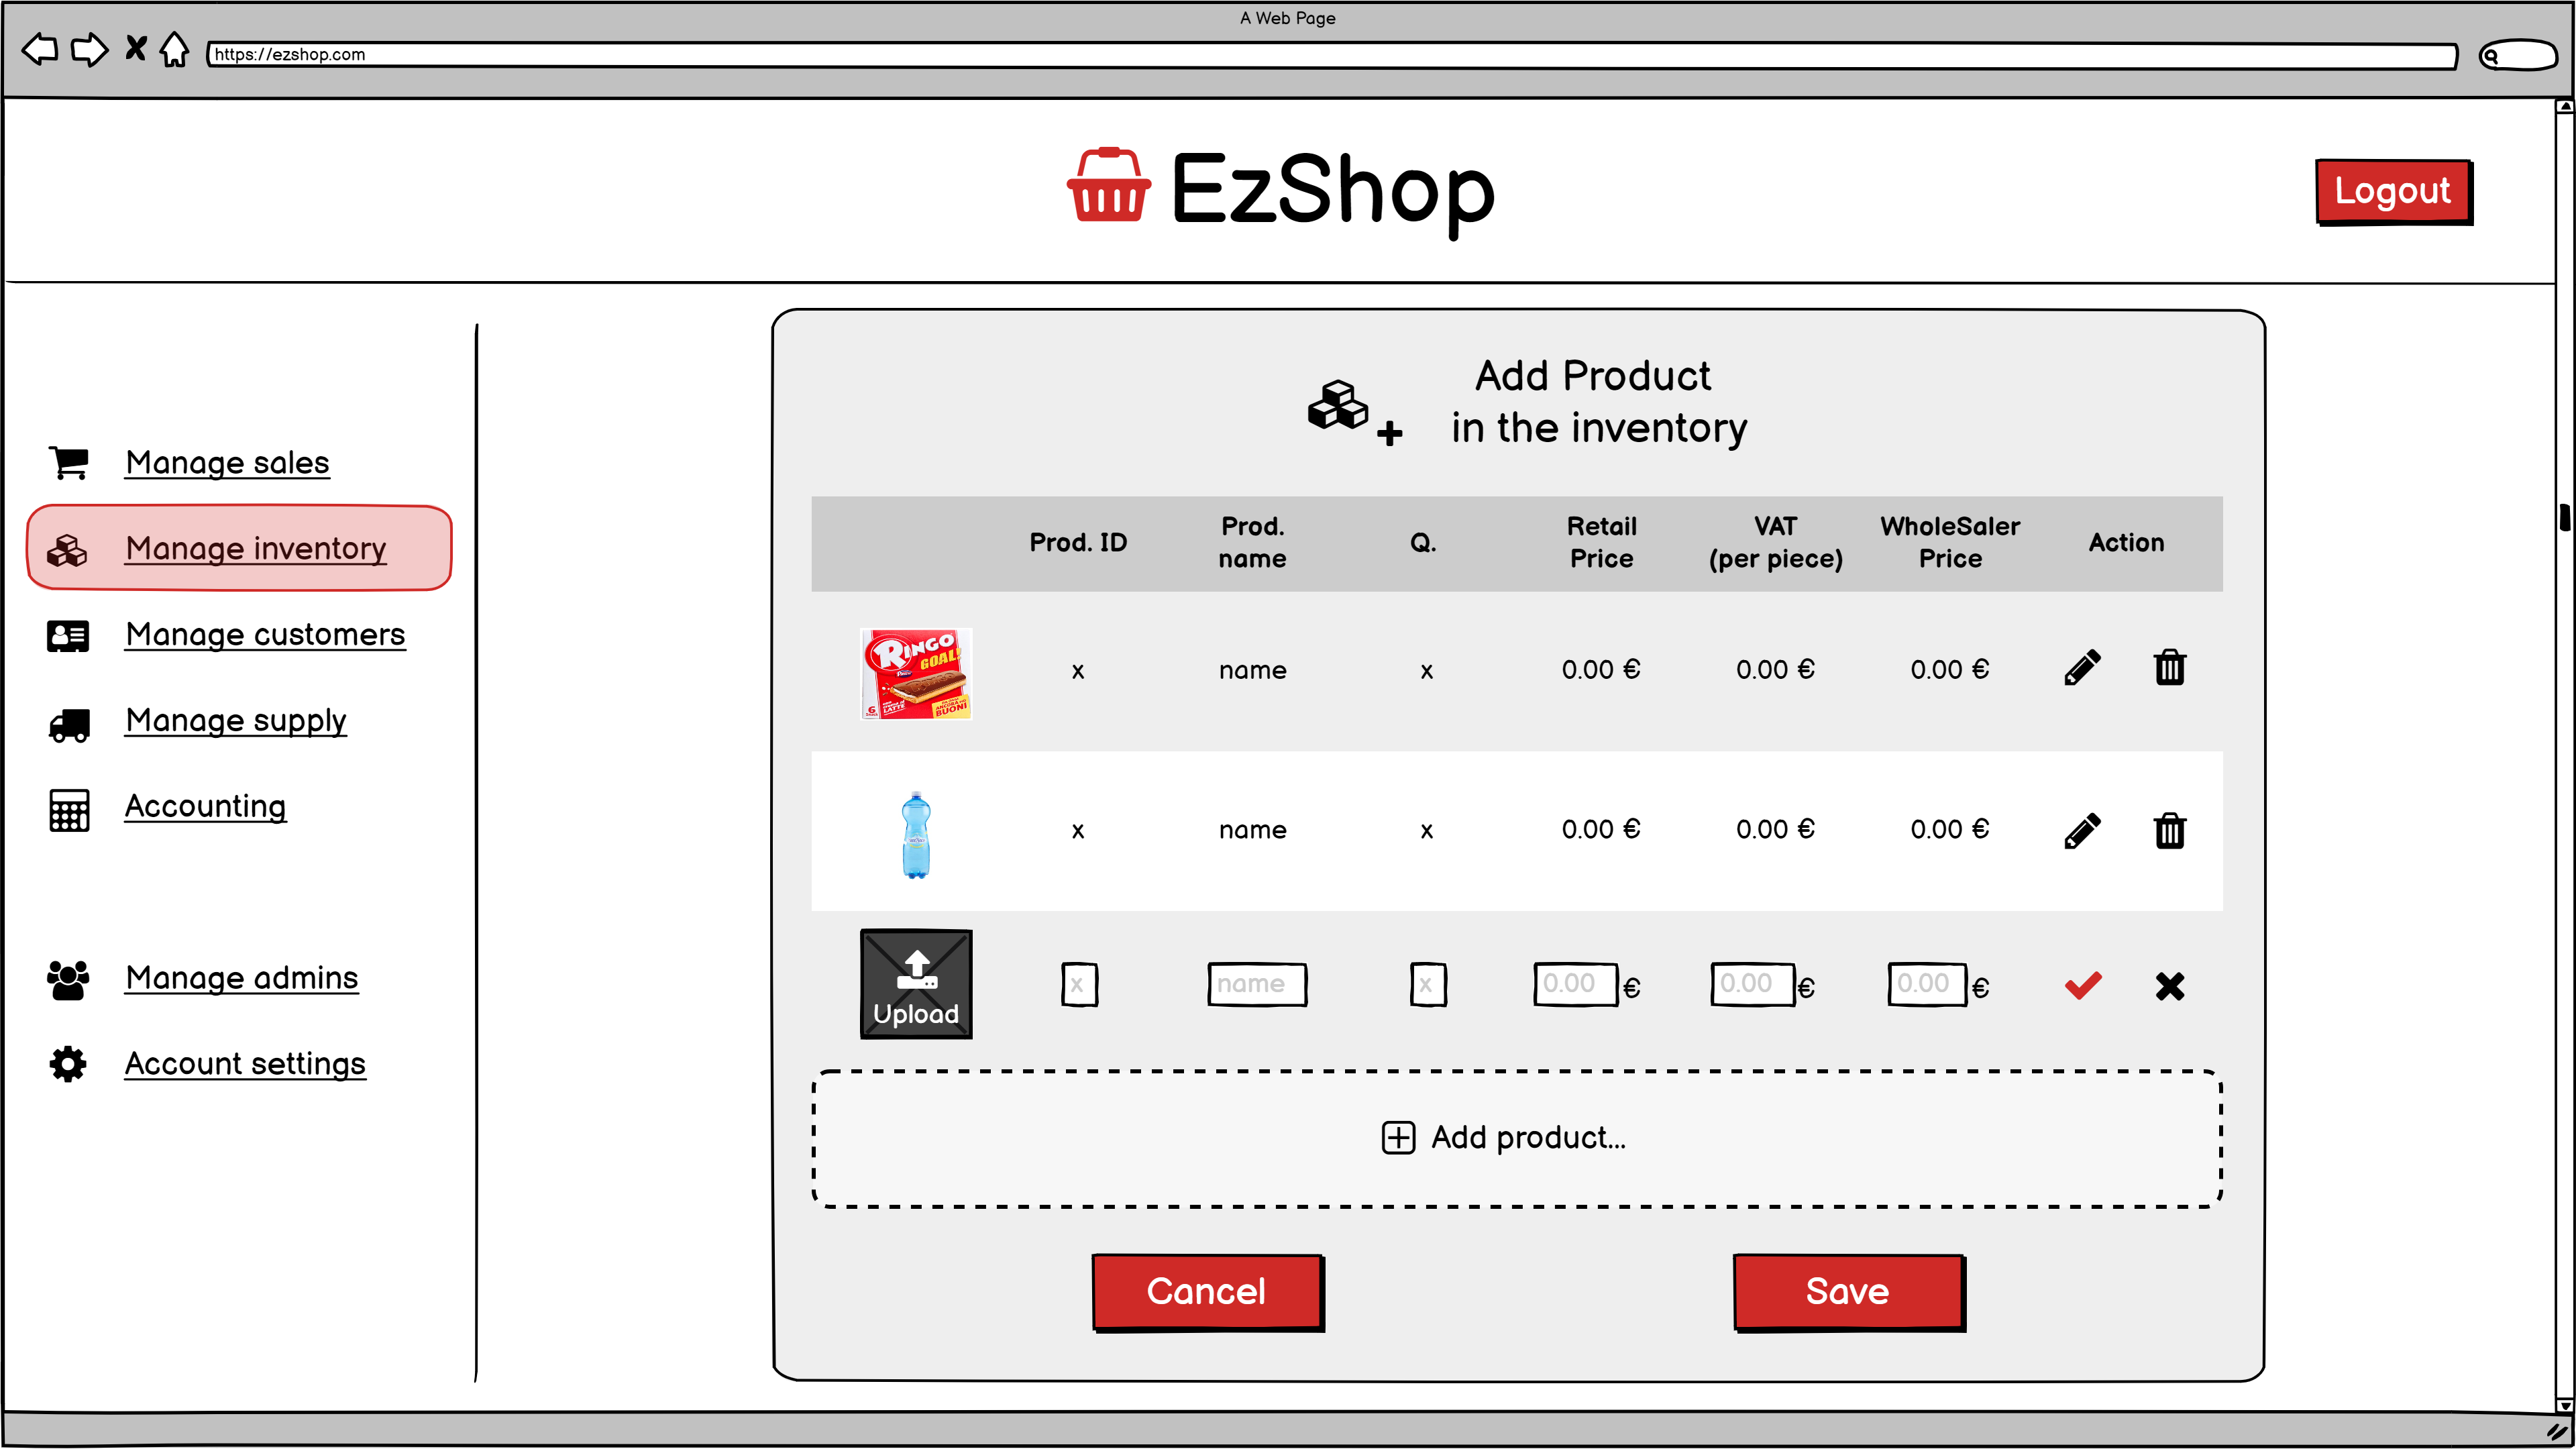 A Web Page
https://ezshop.com
EzShop
Logout
Manage sales
Manage inventory
Manage customers
Manage supply
Accounting
Manage admins
Account settings
Add Product
in the inventory
Prod. ID
Prod.
name
Q.
Retail
Price
VAT
(per piece)
WholeSaler
Price
Action
RINGO
GOAL!
6
LATTE
BUONI
x
name
x
0.00 €
0.00 €
0.00 €
x
name
x
0.00 €
0.00 €
0.00 €
Upload
x
name
x
0.00 €
0.00 €
0.00 €
Add product...
Cancel
Save